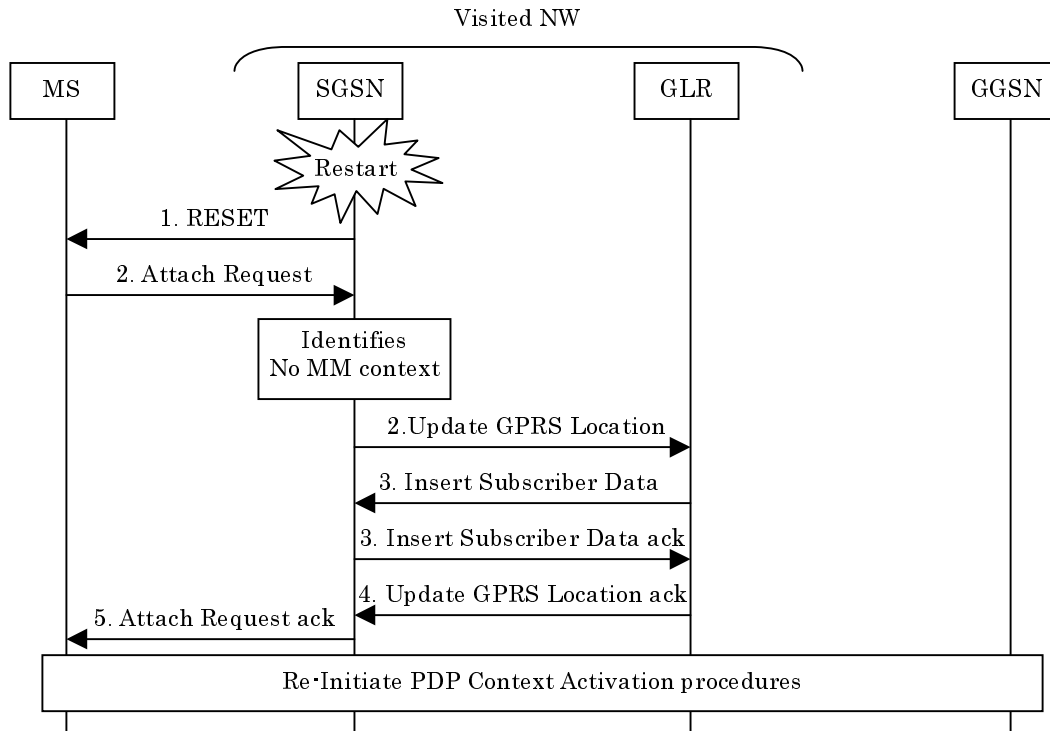 Visited NW
MS
SGSN
GLR
GGSN
Restart
1. RESET
2. Attach Request
Identifies
No MM context
2.Update GPRS Location
3. Insert Subscriber Data
3. Insert Subscriber Data ack
4. Update GPRS Location ack
5. Attach Request ack
Re-Initiate PDP Context Activation procedures